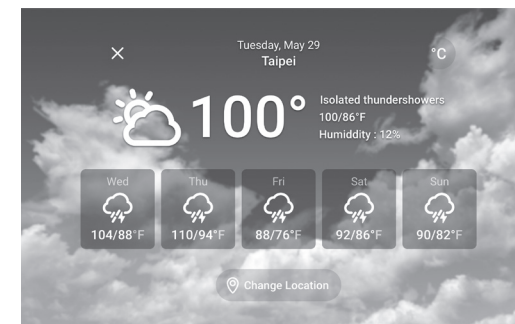 Tuesday, May 29
°C
Taipei
100°
Isolated thundershowers
100/86°F
Humiddity : 12%
Wed
Thu
Fri
Sat
Sun
104/88°F
110/94°F
88/76°F
92/86°F
90/82°F
Change Location